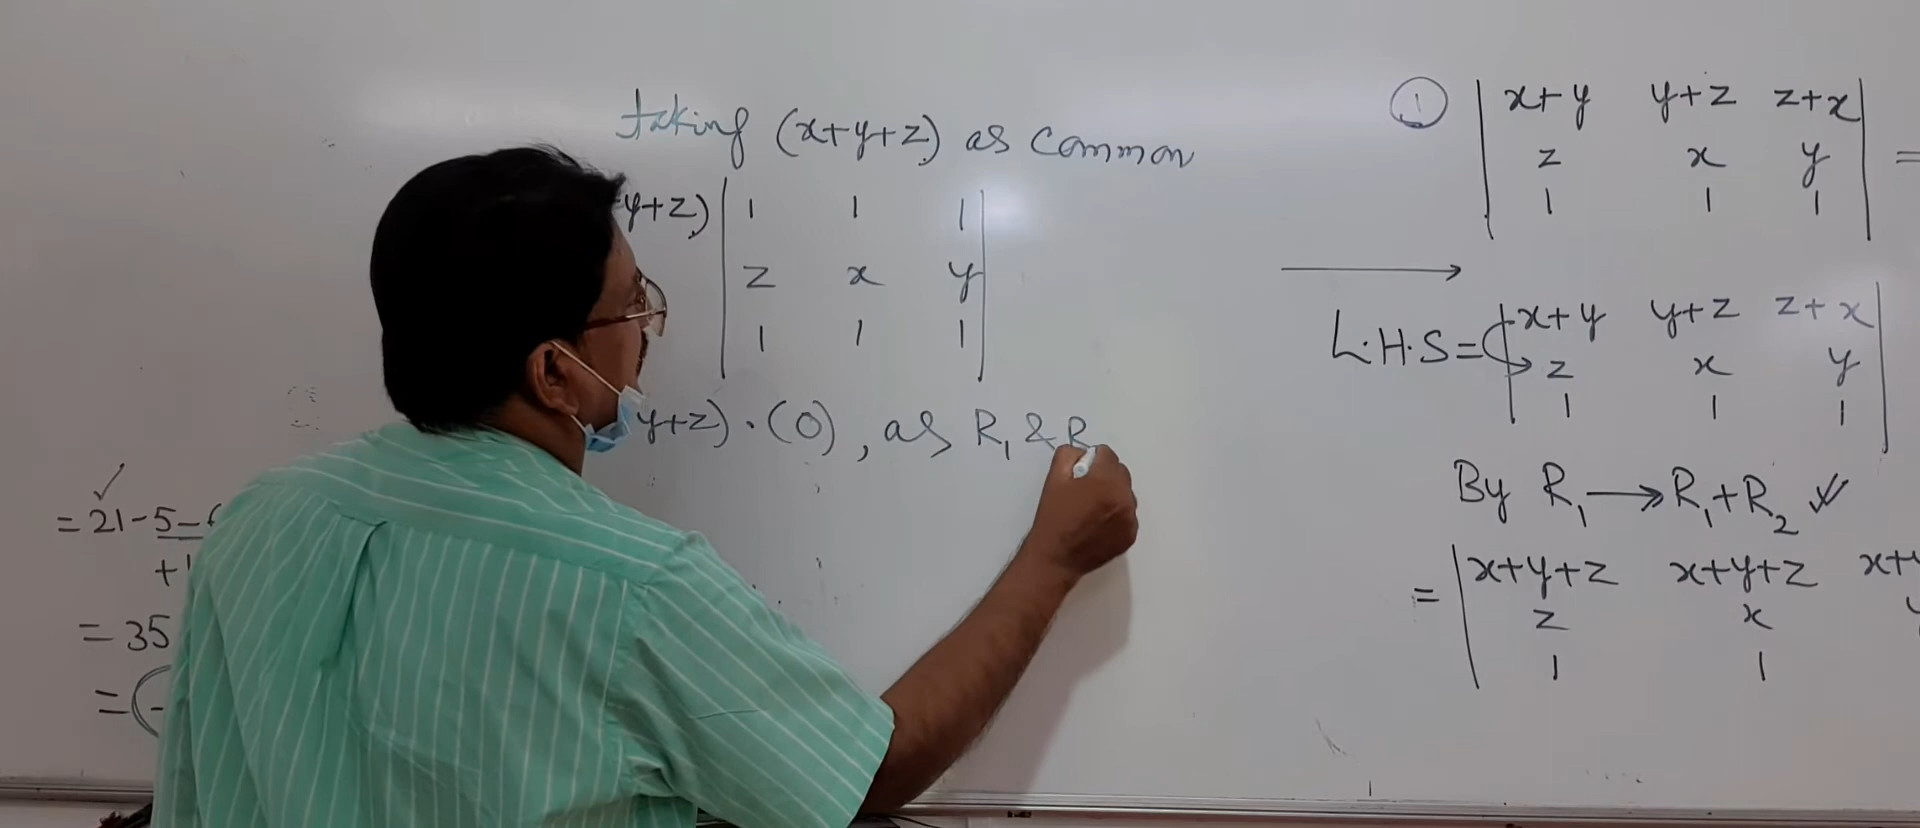 taking (x+y+z) as common
y+z) | 1 1 1 |
| z x y |
| 1 1 1 |
y+z) · (0), as R₁ & R
= 21 - 5 -
+1
= 35
= (-
① | x+y y+z z+x | =
| z x y |
| 1 1 1 |
L.H.S = | x+y y+z z+x |
| z x y |
| 1 1 1 |
By R₁ → R₁+R₂
= | x+y+z x+y+z x+y
| z x y
| 1 1